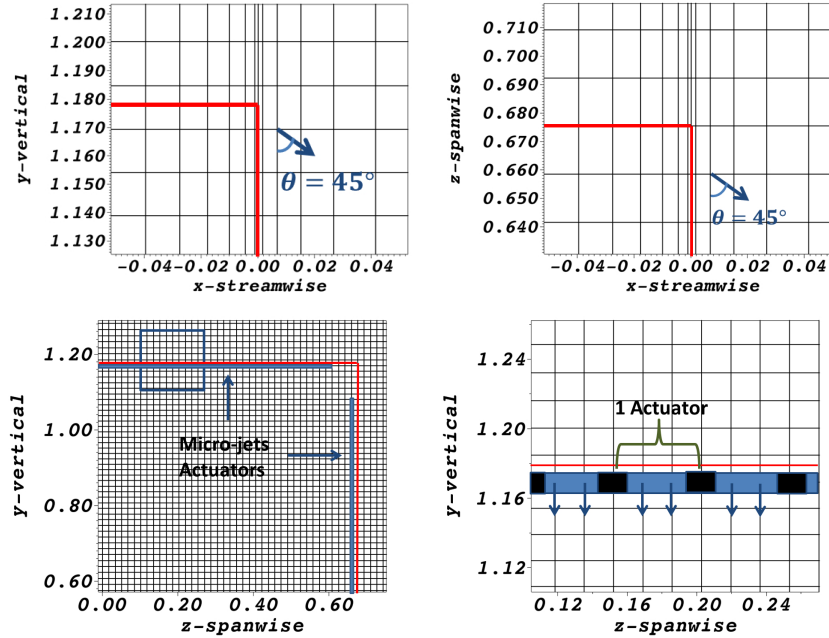 1.210
1.200
1.190
1.180
1.170
1.160
1.150
1.140
1.130
y-vertical
θ = 45°
-0.04 -0.02 0.00 0.02 0.04
x-streamwise
0.710
0.700
0.690
0.680
0.670
0.660
0.650
0.640
z-spanwise
θ = 45°
-0.04 -0.02 0.00 0.02 0.04
x-streamwise
1.20
1.00
0.80
0.60
y-vertical
Micro-jets
Actuators
0.00 0.20 0.40 0.60
z-spanwise
1.24
1.20
1.16
1.12
y-vertical
1 Actuator
0.12 0.16 0.20 0.24
z-spanwise